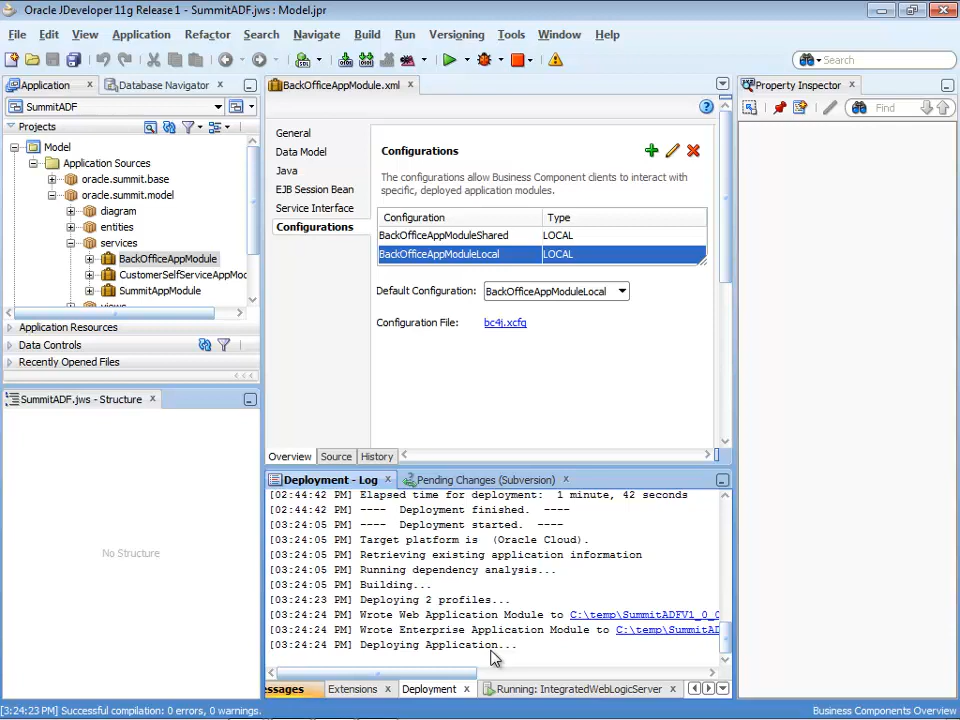 Oracle JDeveloper 11g Release 1 - SummitADF.jws : Model.jpr
File Edit View Application Refactor Search Navigate Build Run Versioning Tools Window Help
Search
Application x Database Navigator x
SummitADF
Projects
Model
Application Sources
oracle.summit.base
oracle.summit.model
diagram
entities
services
BackOfficeAppModule
CustomerSelfServiceAppMod
SummitAppModule
Application Resources
Data Controls
Recently Opened Files
SummitADF.jws - Structure x
No Structure
BackOfficeAppModule.xml x
General
Data Model
Java
EJB Session Bean
Service Interface
Configurations
Configurations
The configurations allow Business Component clients to interact with
specific, deployed application modules.
Configuration Type
BackOfficeAppModuleShared LOCAL
BackOfficeAppModuleLocal LOCAL
Default Configuration: BackOfficeAppModuleLocal
Configuration File: bc4j.xcfg
Overview Source History
Property Inspector x
Find
Deployment - Log x Pending Changes (Subversion) x
[02:44:42 PM] Elapsed time for deployment: 1 minute, 42 seconds
[02:44:42 PM] ---- Deployment finished. ----
[03:24:05 PM] ---- Deployment started. ----
[03:24:05 PM] Target platform is (Oracle Cloud).
[03:24:05 PM] Retrieving existing application information
[03:24:05 PM] Running dependency analysis...
[03:24:05 PM] Building...
[03:24:23 PM] Deploying 2 profiles...
[03:24:24 PM] Wrote Web Application Module to C:\temp\SummitADFV1_0_0
[03:24:24 PM] Wrote Enterprise Application Module to C:\temp\SummitAD
[03:24:24 PM] Deploying Application...
essages Extensions Deployment x Running: IntegratedWebLogicServer x
[3:24:23 PM] Successful compilation: 0 errors, 0 warnings.
Business Components Overview